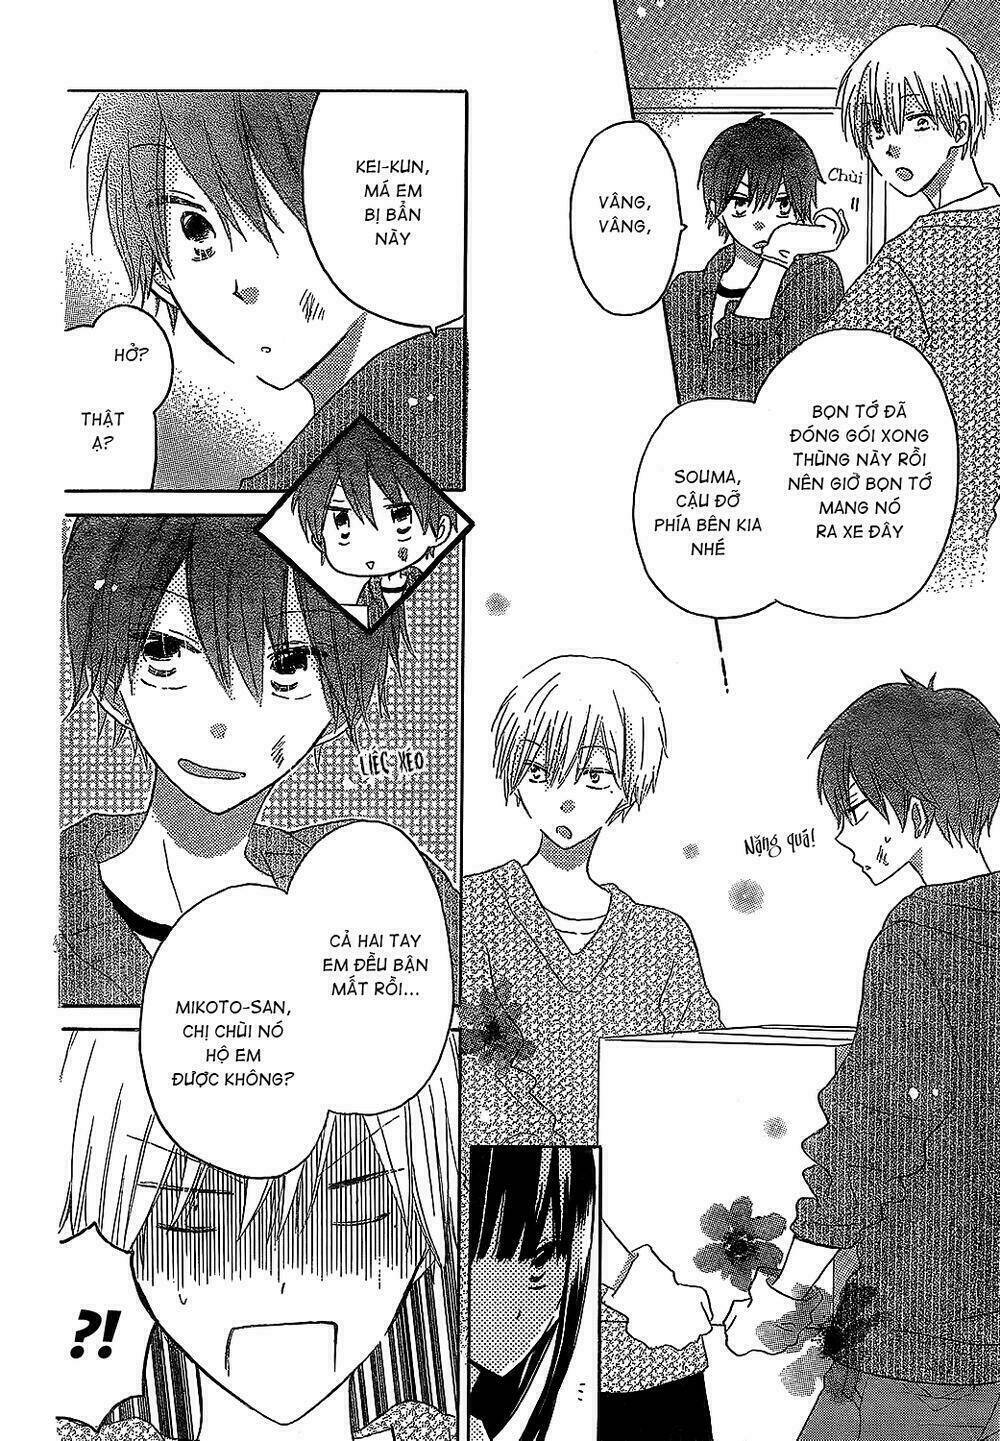 VÂNG,
VÂNG,
Chùi
BỌN TỚ ĐÃ
ĐÓNG GÓI XONG
THÙNG NÀY RỒI
NÊN GIỜ BỌN TỚ
MANG NÓ
RA XE ĐÂY
SOUMA,
CẬU ĐỠ
PHÍA BÊN KIA
NHÉ
Nặng quá!
KEI-KUN,
MÁ EM
BỊ BẨN
NÀY
HỞ?
THẬT
Ạ?
LIẾC XÉO
CẢ HAI TAY
EM ĐỀU BẬN
MẤT RỒI...
MIKOTO-SAN,
CHỊ CHÙI NÓ
HỘ EM
ĐƯỢC KHÔNG?
?!